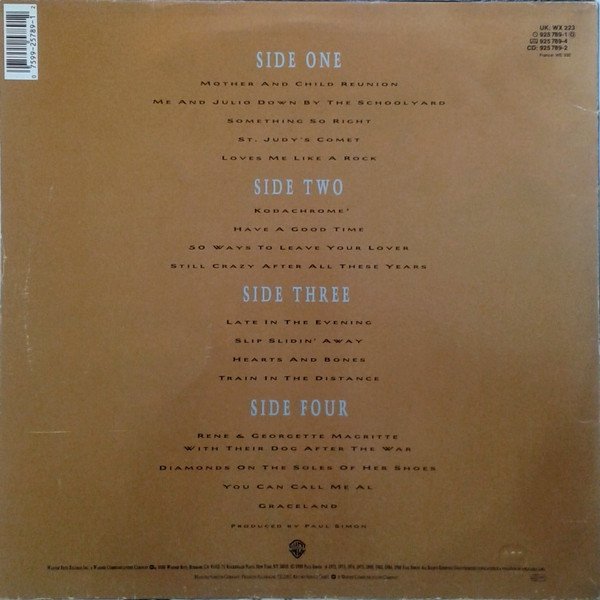 UK: WX 223
925 789-1
925 789-4
CD: 925 789-2
0 7599-25789-1 2
SIDE ONE
MOTHER AND CHILD REUNION
ME AND JULIO DOWN BY THE SCHOOLYARD
SOMETHING SO RIGHT
ST. JUDY'S COMET
LOVES ME LIKE A ROCK
SIDE TWO
KODACHROME'
HAVE A GOOD TIME
50 WAYS TO LEAVE YOUR LOVER
STILL CRAZY AFTER ALL THESE YEARS
SIDE THREE
LATE IN THE EVENING
SLIP SLIDIN' AWAY
HEARTS AND BONES
TRAIN IN THE DISTANCE
SIDE FOUR
RENE & GEORGETTE MAGRITTE
WITH THEIR DOG AFTER THE WAR
DIAMONDS ON THE SOLES OF HER SHOES
YOU CAN CALL ME AL
GRACELAND
PRODUCED BY PAUL SIMON